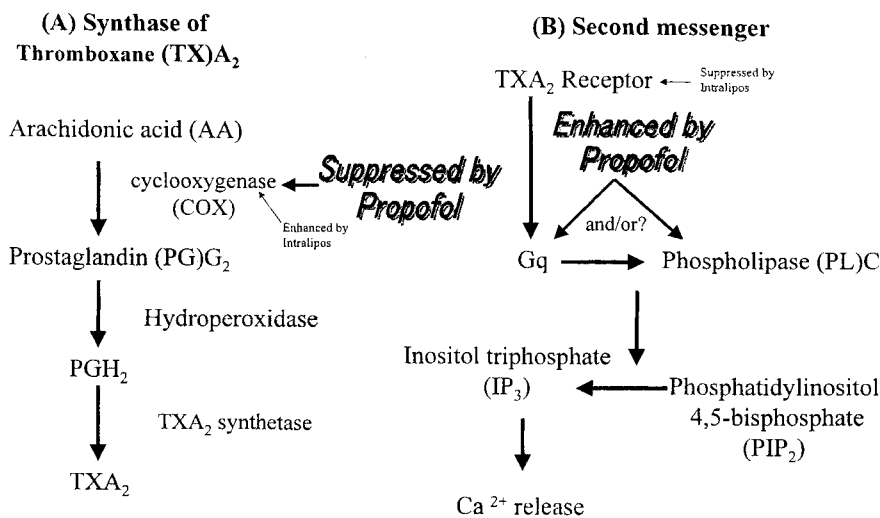 (A) Synthase of
Thromboxane (TX)A₂
Arachidonic acid (AA)
cyclooxygenase
(COX)
Suppressed by
Propofol
Enhanced by
Intralipos
Prostaglandin (PG)G₂
Hydroperoxidase
PGH₂
TXA₂ synthetase
TXA₂
(B) Second messenger
TXA₂ Receptor
Suppressed by
Intralipos
Enhanced by
Propofol
and/or?
Gq
Phospholipase (PL)C
Inositol triphosphate
(IP₃)
Phosphatidylinositol
4,5-bisphosphate
(PIP₂)
Ca ²⁺ release